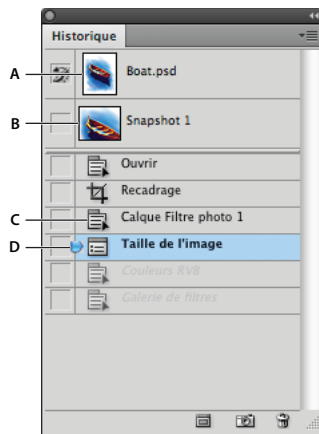 Historique
A
Boat.psd
B
Snapshot 1
Ouvrir
Recadrage
C
Calque Filtre photo 1
D
Taille de l'image
Couleurs RVB
Galerie de filtres